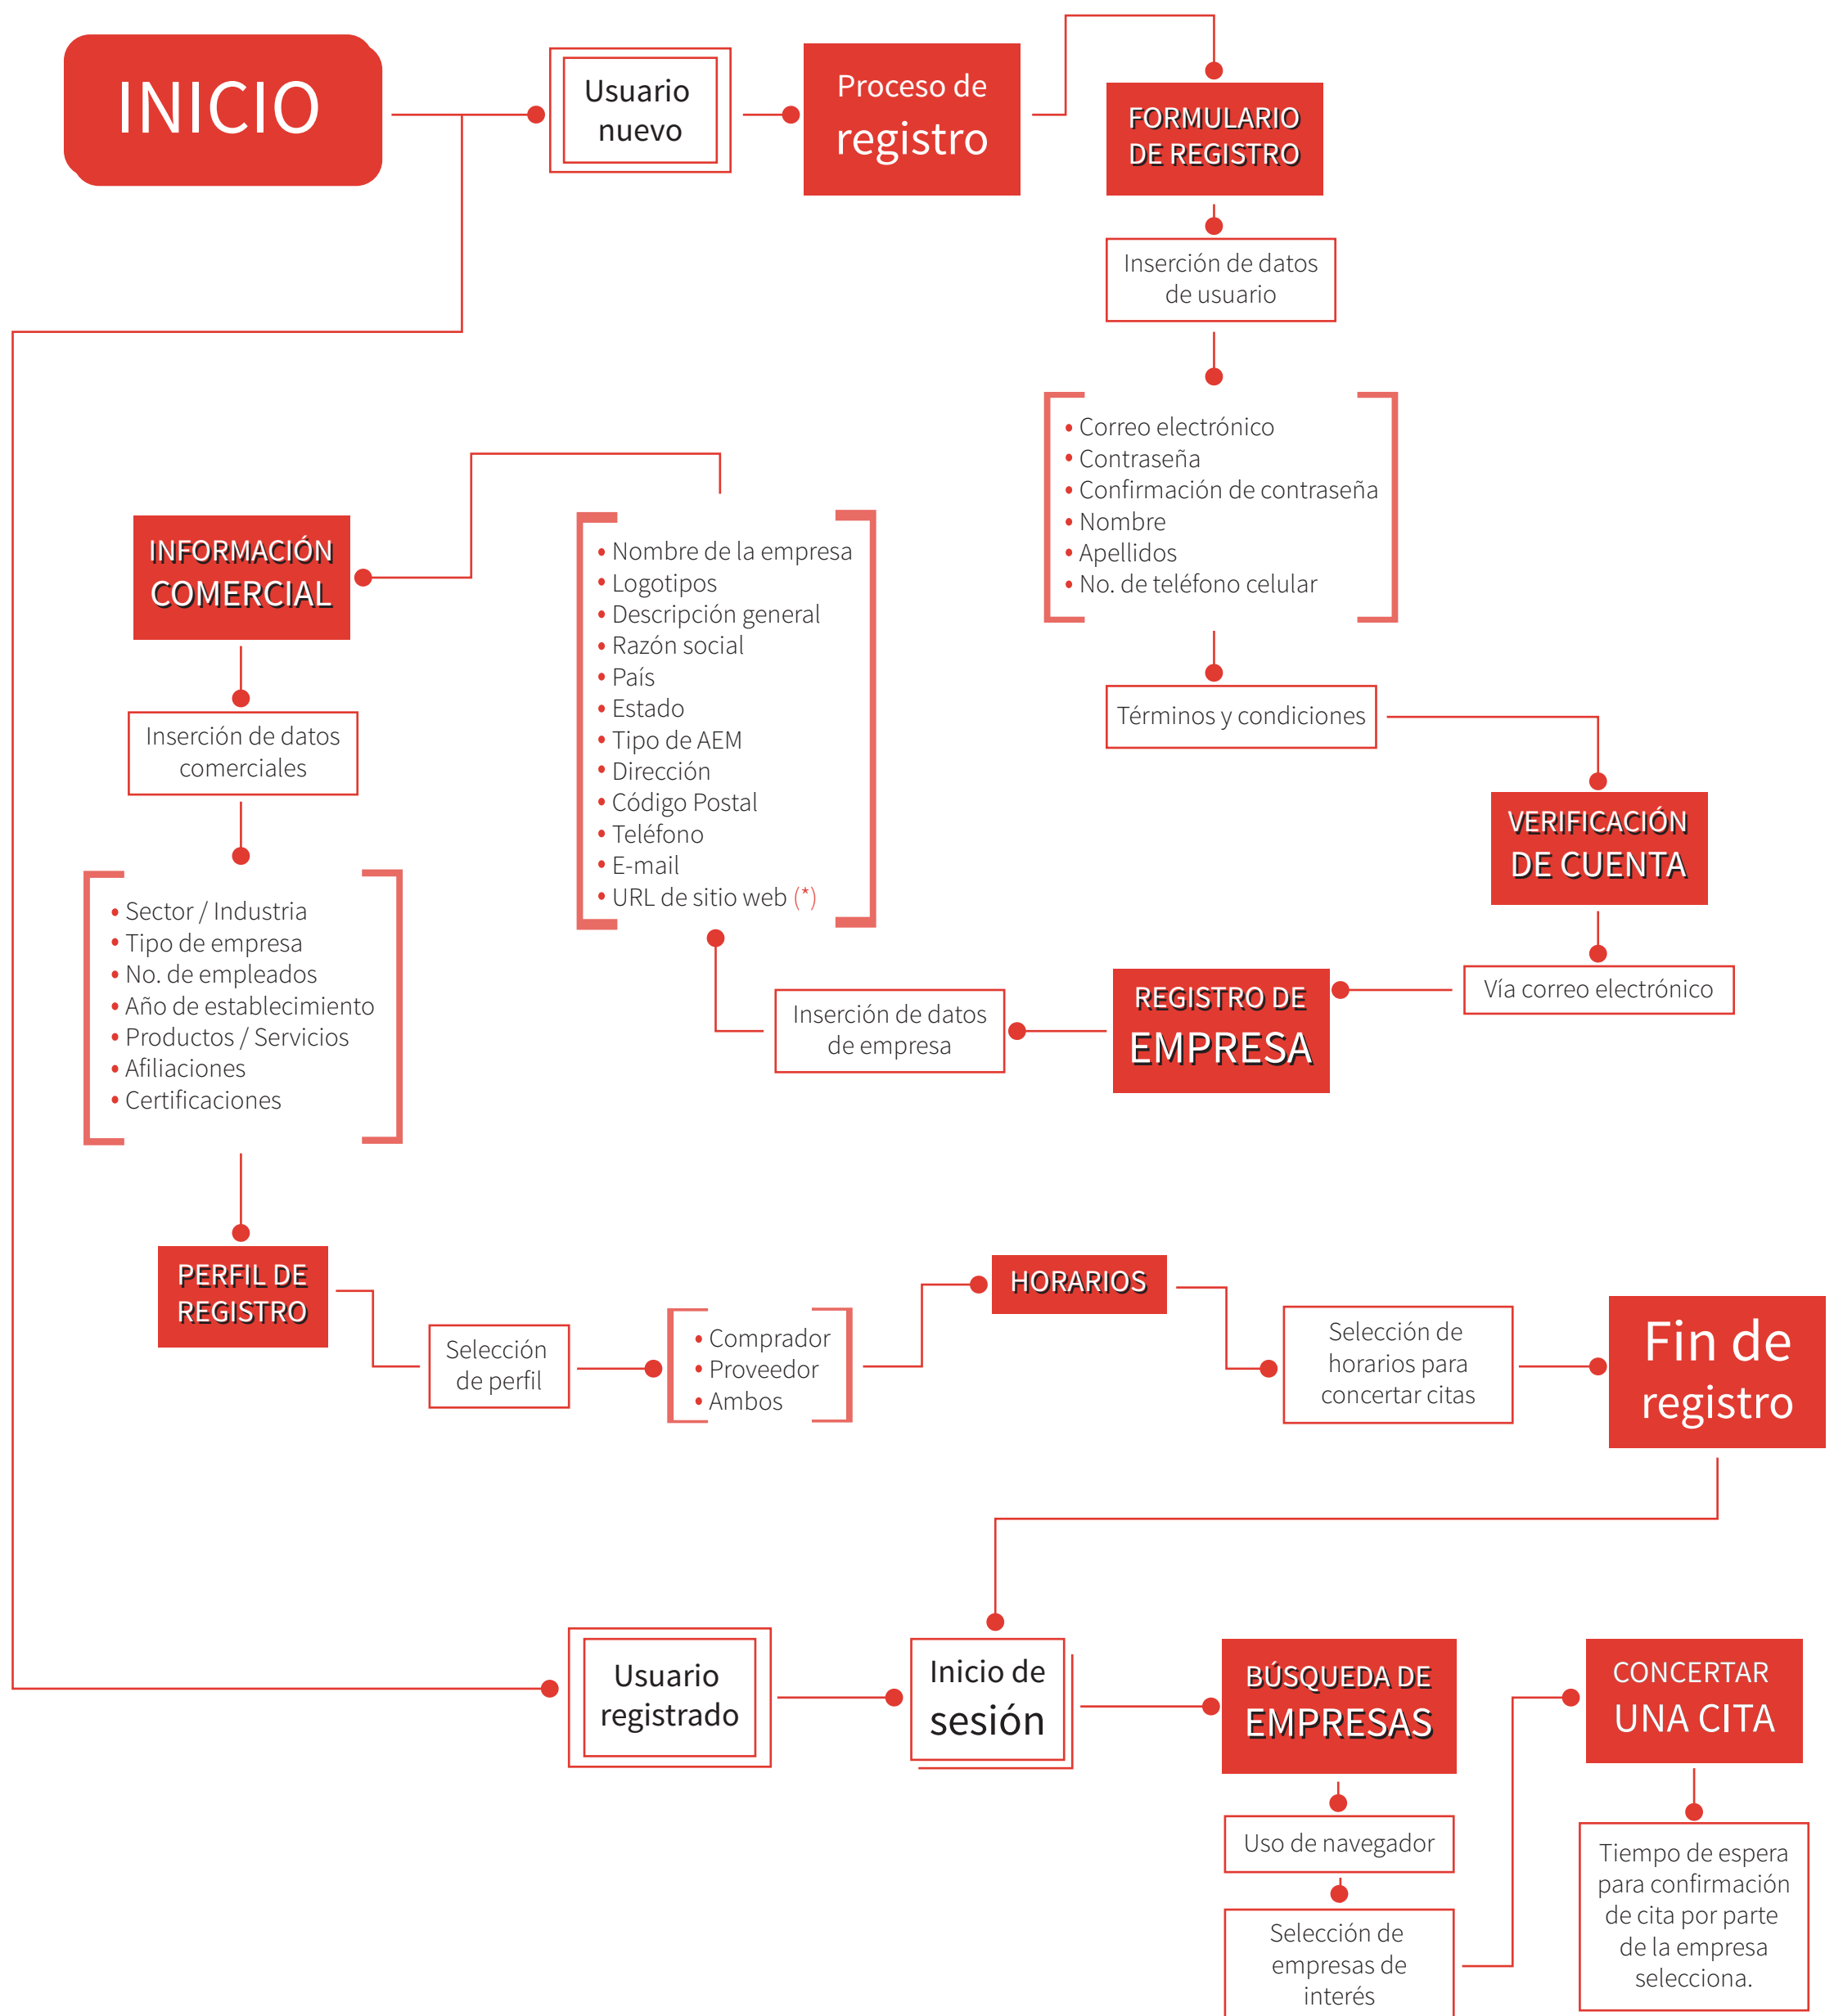 INICIO
Usuario
nuevo
Proceso de
registro
FORMULARIO
DE REGISTRO
Inserción de datos
de usuario
• Correo electrónico
• Contraseña
• Confirmación de contraseña
• Nombre
• Apellidos
• No. de teléfono celular
Términos y condiciones
VERIFICACIÓN
DE CUENTA
Vía correo electrónico
REGISTRO DE
EMPRESA
Inserción de datos
de empresa
• Nombre de la empresa
• Logotipos
• Descripción general
• Razón social
• País
• Estado
• Tipo de AEM
• Dirección
• Código Postal
• Teléfono
• E-mail
• URL de sitio web (*)
INFORMACIÓN
COMERCIAL
Inserción de datos
comerciales
• Sector / Industria
• Tipo de empresa
• No. de empleados
• Año de establecimiento
• Productos / Servicios
• Afiliaciones
• Certificaciones
PERFIL DE
REGISTRO
Selección
de perfil
• Comprador
• Proveedor
• Ambos
HORARIOS
Selección de
horarios para
concertar citas
Fin de
registro
Usuario
registrado
Inicio de
sesión
BÚSQUEDA DE
EMPRESAS
Uso de navegador
Selección de
empresas de
interés
CONCERTAR
UNA CITA
Tiempo de espera
para confirmación
de cita por parte
de la empresa
selecciona.